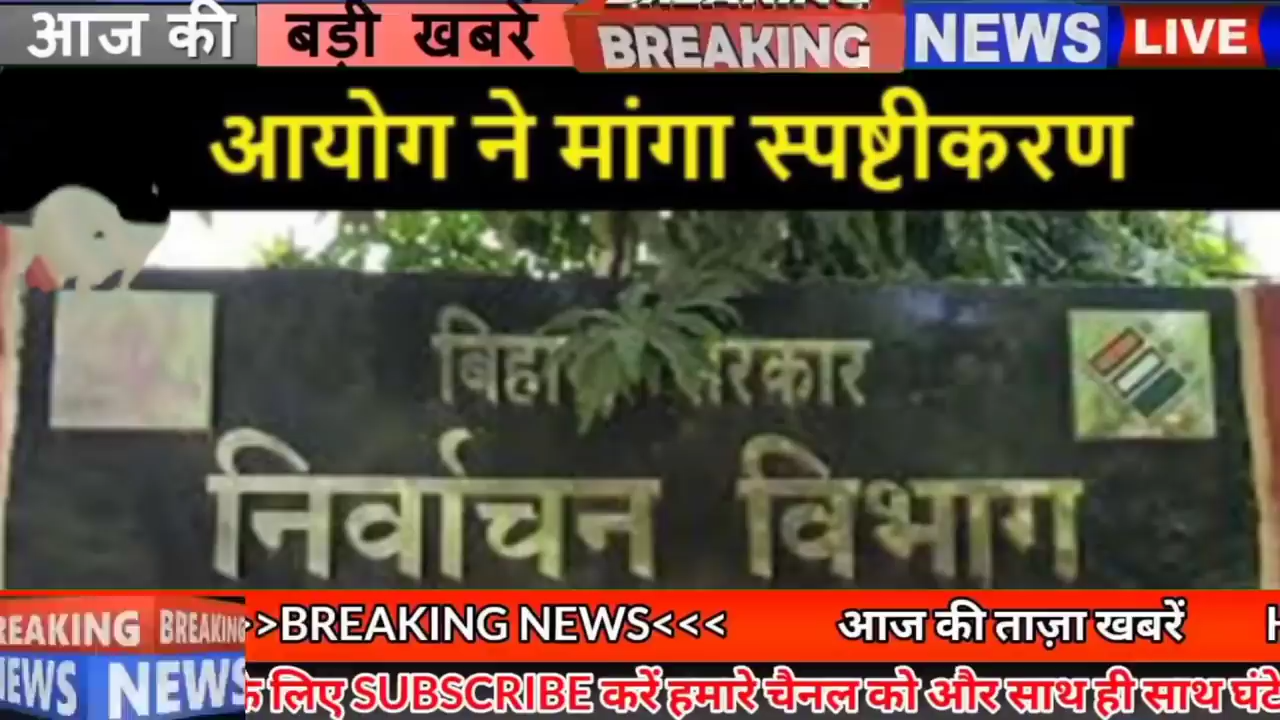 आज की बड़ी खबरें BREAKING NEWS LIVE
आयोग ने मांगा स्पष्टीकरण
सरकार
निर्वाचन विभाग
BREAKING BREAKING
NEWS NEWS
>>BREAKING NEWS<<< आज की ताज़ा खबरें
लिए SUBSCRIBE करें हमारे चैनल को और साथ ही साथ घंटे